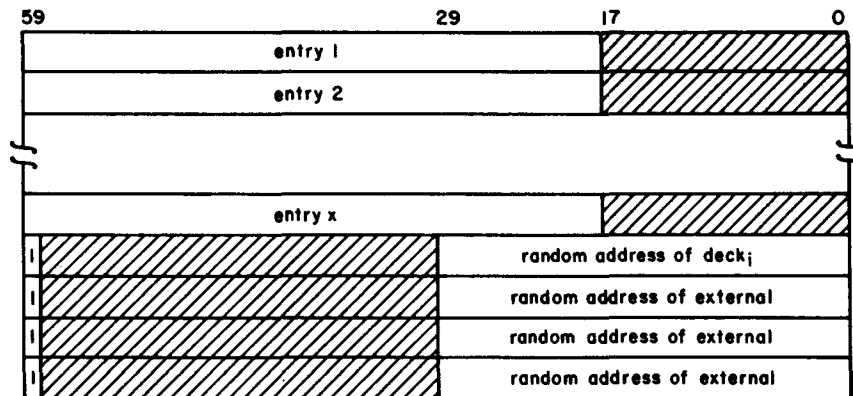 59 29 17 0
entry 1
entry 2
entry x
1 random address of deck i
1 random address of external
1 random address of external
1 random address of external